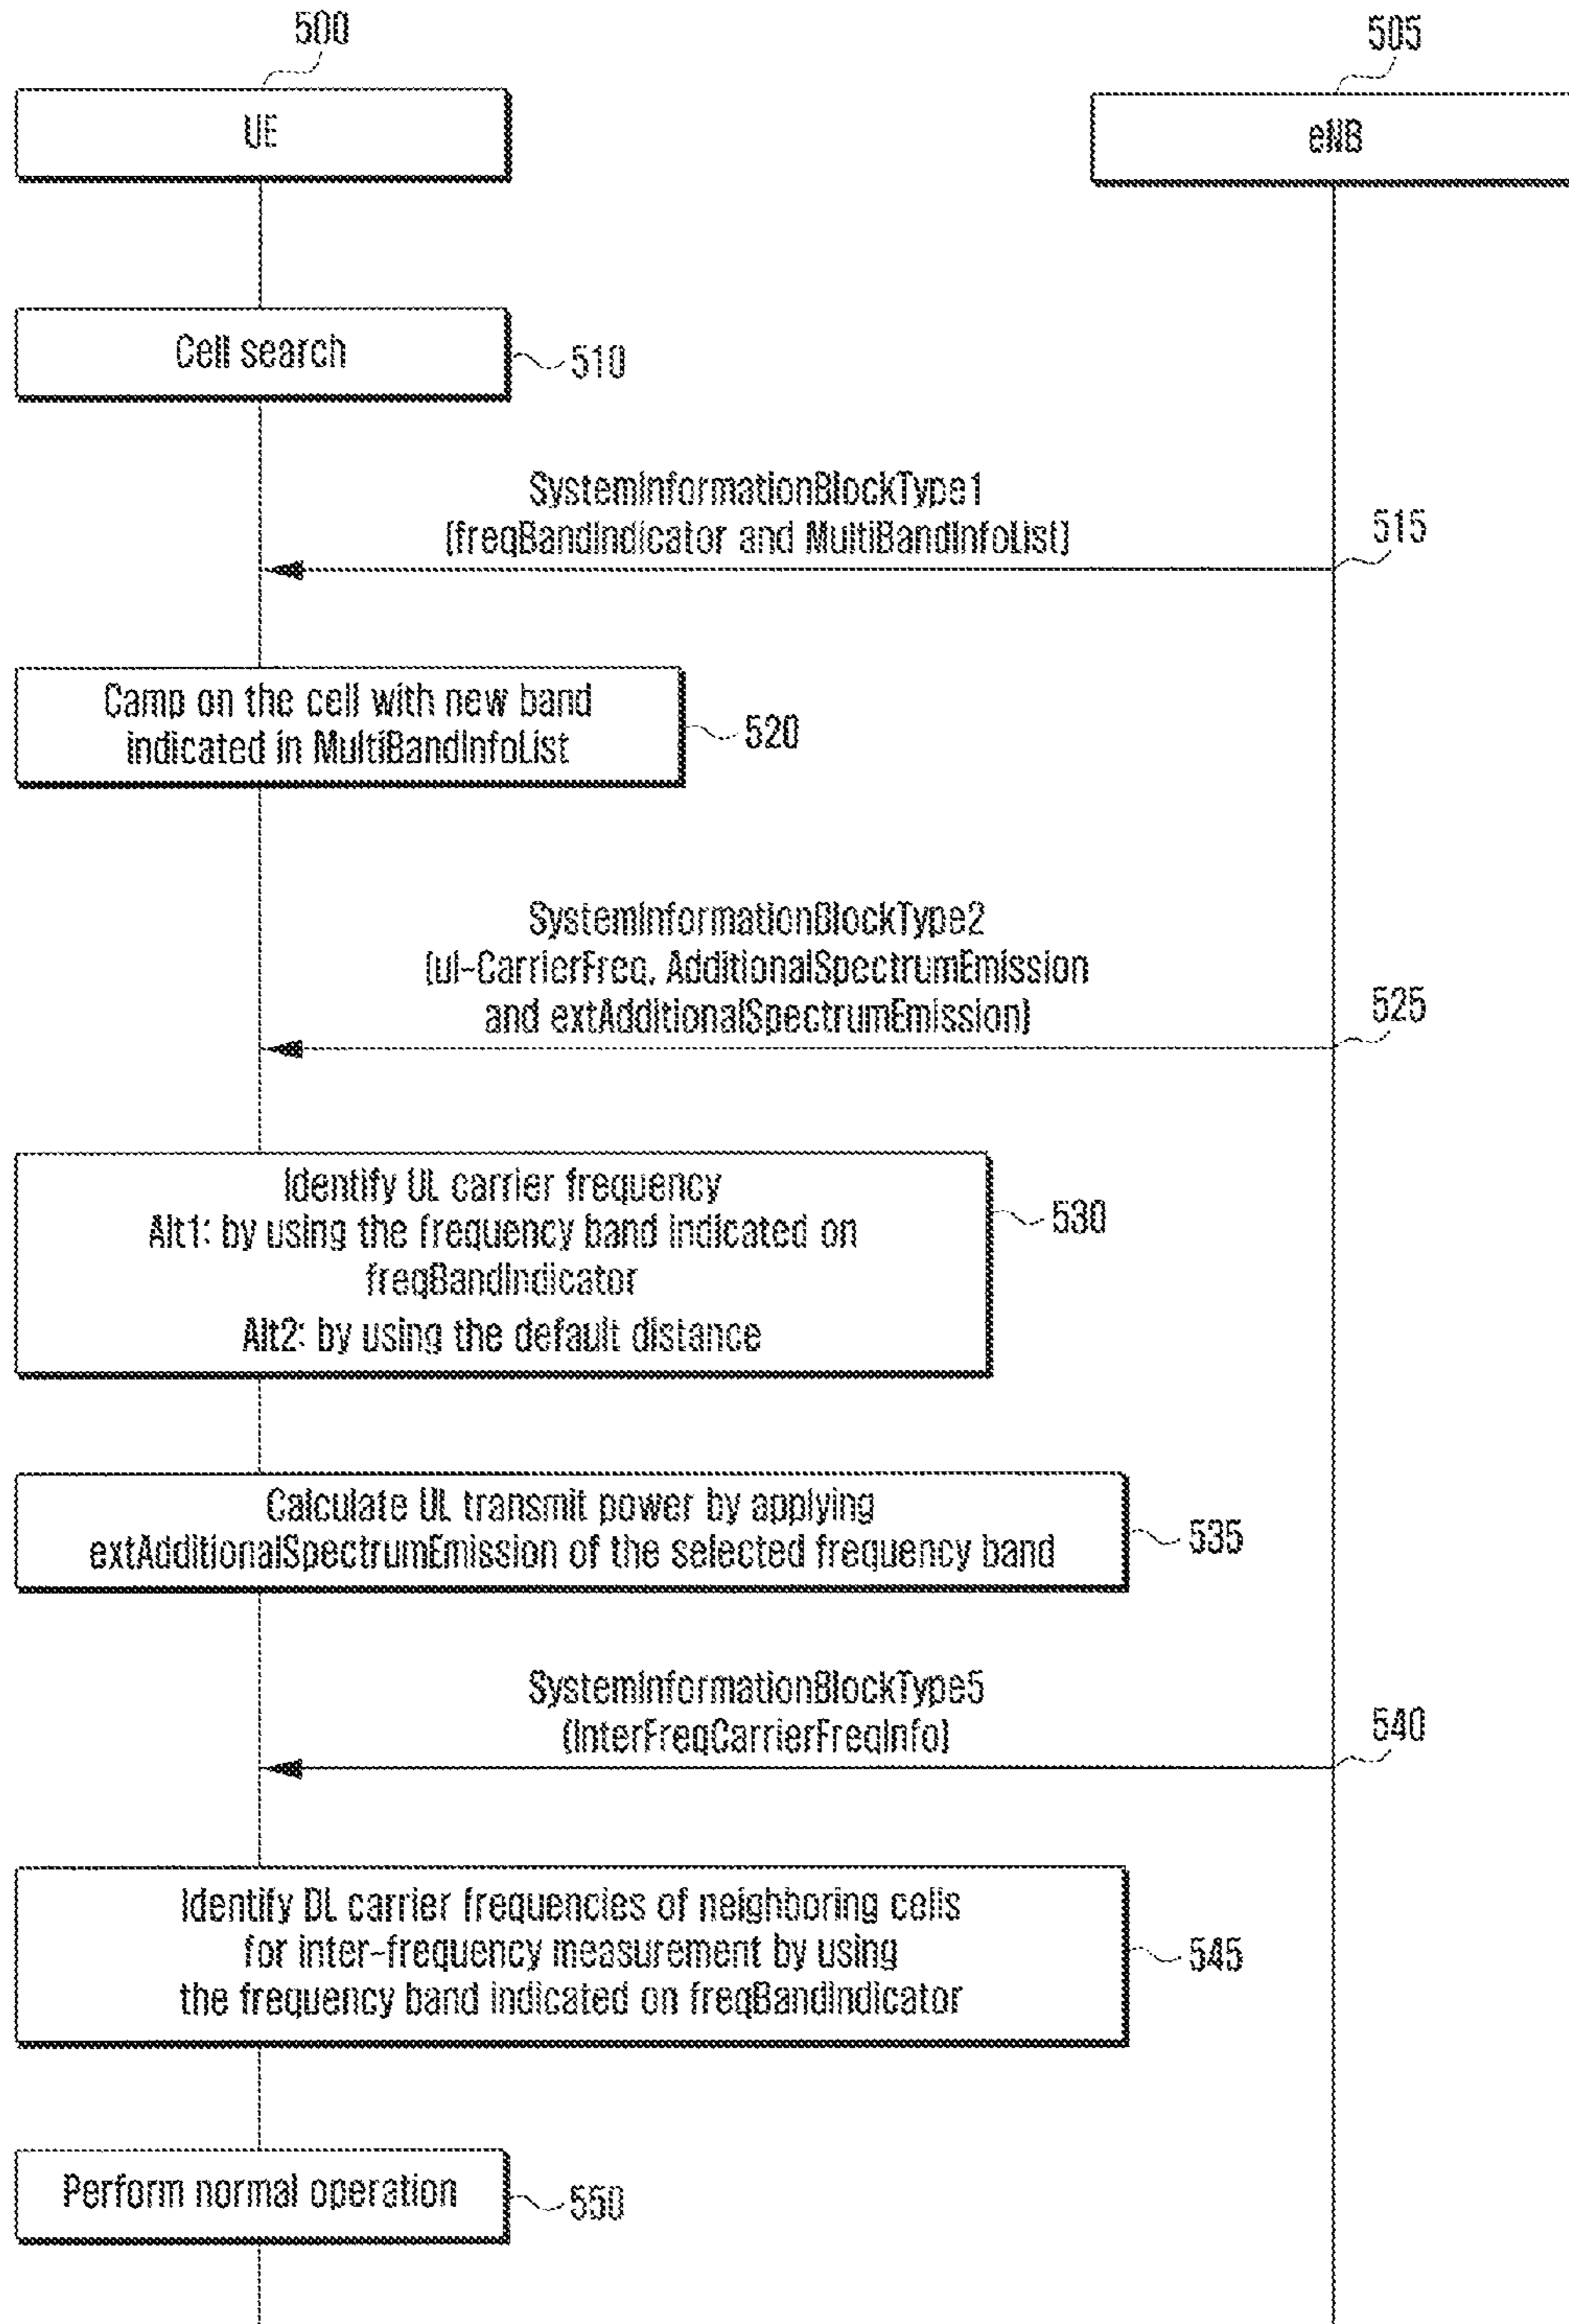 500
505
UE
eNB
Cell search
510
SystemInformationBlockType1
(freqBandIndicator and MultiBandInfoList)
515
Camp on the cell with new band
indicated in MultiBandInfoList
520
SystemInformationBlockType2
(ul-CarrierFreq, AdditionalSpectrumEmission
and extAdditionalSpectrumEmission)
525
Identify UL carrier frequency
Alt1: by using the frequency band indicated on
freqBandIndicator
Alt2: by using the default distance
530
Calculate UL transmit power by applying
extAdditionalSpectrumEmission of the selected frequency band
535
SystemInformationBlockType5
(InterFreqCarrierFreqInfo)
540
Identify DL carrier frequencies of neighboring cells
for inter-frequency measurement by using
the frequency band indicated on freqBandIndicator
545
Perform normal operation
550